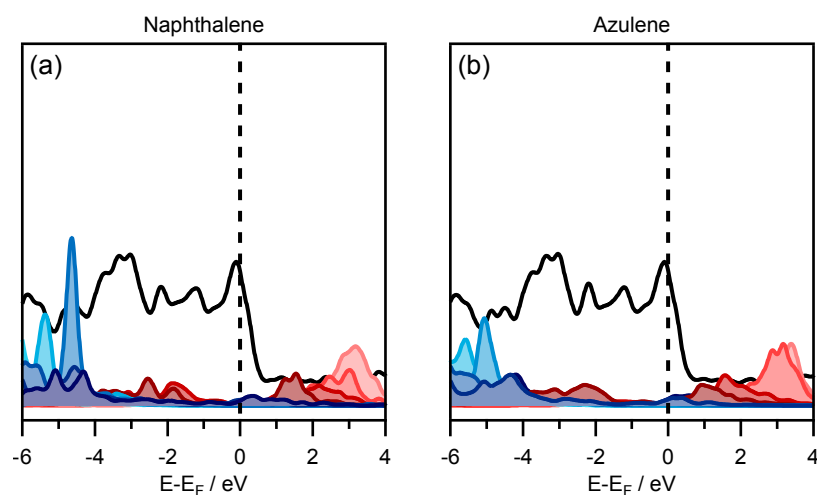 Naphthalene
Azulene
(a)
(b)
-6 -4 -2 0 2 4
-6 -4 -2 0 2 4
E-E_F / eV
E-E_F / eV